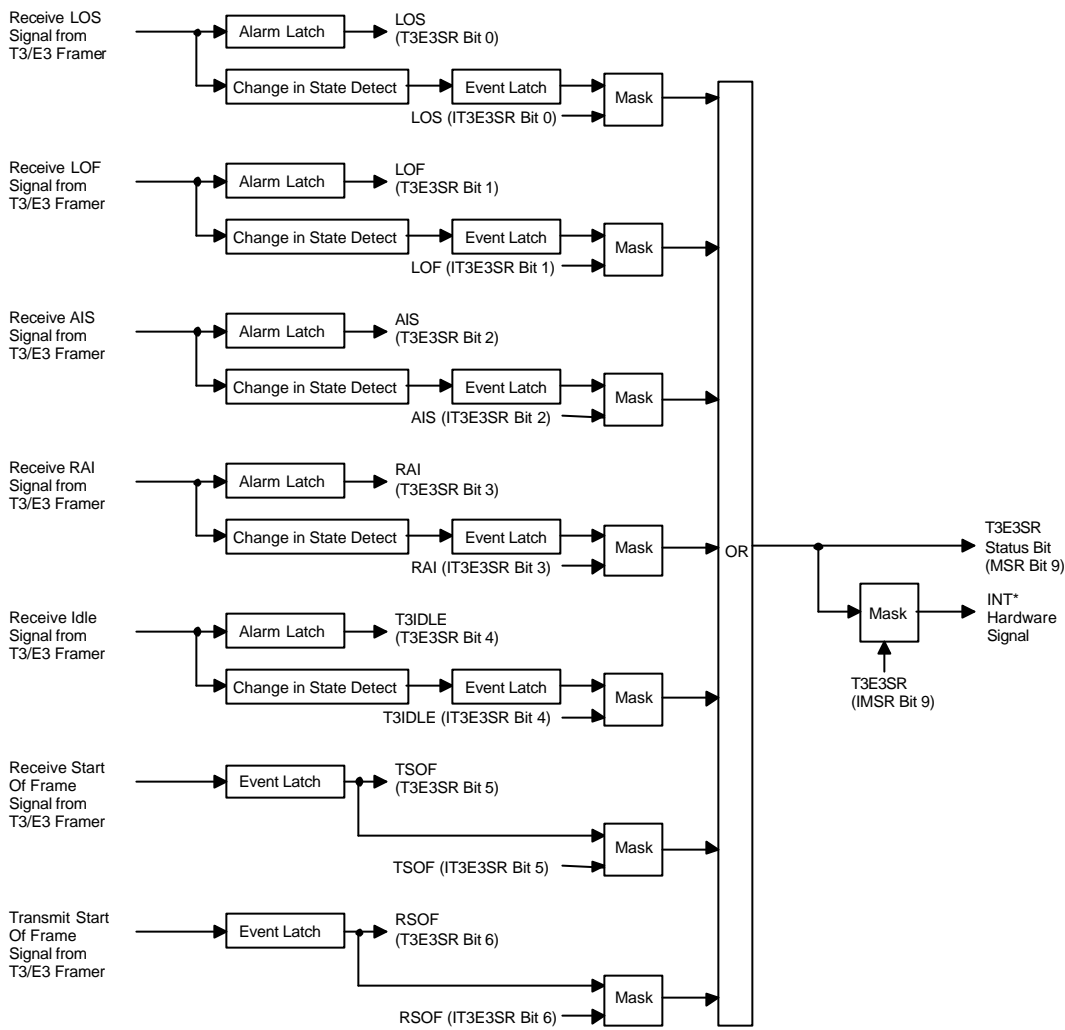 Receive LOS
Signal from
T3/E3 Framer
Alarm Latch
LOS
(T3E3SR Bit 0)
Change in State Detect
Event Latch
Mask
LOS (IT3E3SR Bit 0)
Receive LOF
Signal from
T3/E3 Framer
Alarm Latch
LOF
(T3E3SR Bit 1)
Change in State Detect
Event Latch
Mask
LOF (IT3E3SR Bit 1)
Receive AIS
Signal from
T3/E3 Framer
Alarm Latch
AIS
(T3E3SR Bit 2)
Change in State Detect
Event Latch
Mask
AIS (IT3E3SR Bit 2)
Receive RAI
Signal from
T3/E3 Framer
Alarm Latch
RAI
(T3E3SR Bit 3)
Change in State Detect
Event Latch
Mask
RAI (IT3E3SR Bit 3)
OR
T3E3SR
Status Bit
(MSR Bit 9)
Mask
INT*
Hardware
Signal
T3E3SR
(IMSR Bit 9)
Receive Idle
Signal from
T3/E3 Framer
Alarm Latch
T3IDLE
(T3E3SR Bit 4)
Change in State Detect
Event Latch
Mask
T3IDLE (IT3E3SR Bit 4)
Receive Start
Of Frame
Signal from
T3/E3 Framer
Event Latch
TSOF
(T3E3SR Bit 5)
Mask
TSOF (IT3E3SR Bit 5)
Transmit Start
Of Frame
Signal from
T3/E3 Framer
Event Latch
RSOF
(T3E3SR Bit 6)
Mask
RSOF (IT3E3SR Bit 6)